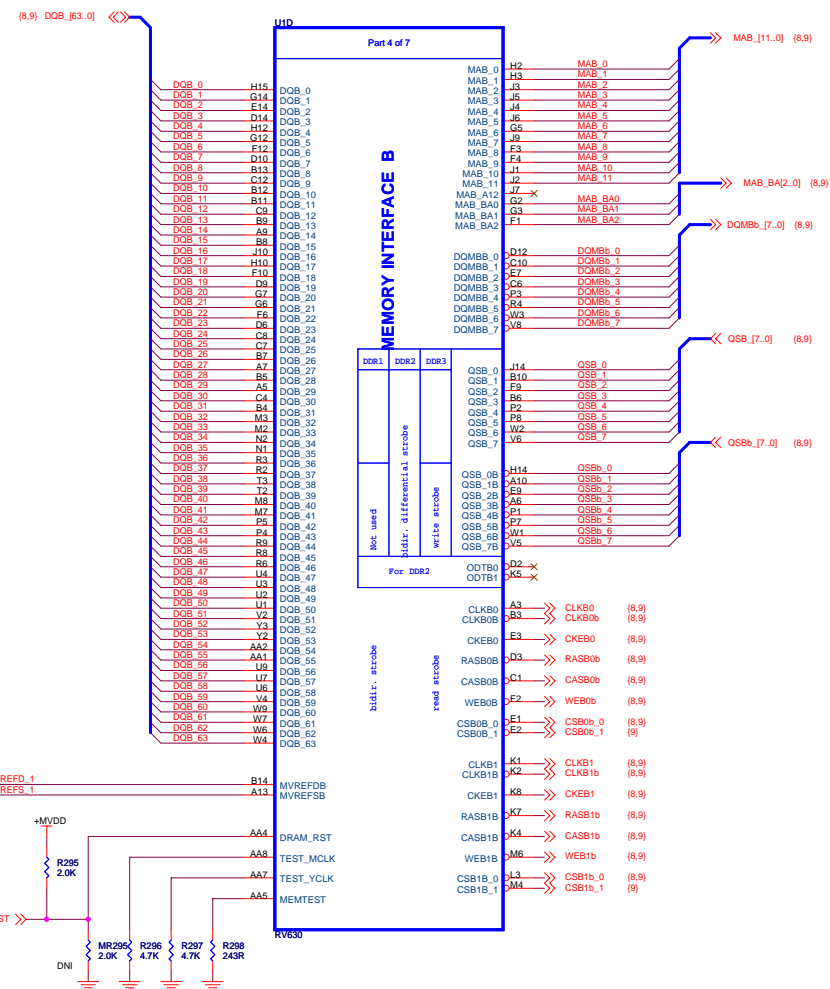 {8,9} DQB_[63..0]
U1D
Part 4 of 7
MEMORY INTERFACE B
DQB_0 H15 DQB_0
DQB_1 G14 DQB_1
DQB_2 E14 DQB_2
DQB_3 D14 DQB_3
DQB_4 H12 DQB_4
DQB_5 G12 DQB_5
DQB_6 F12 DQB_6
DQB_7 D10 DQB_7
DQB_8 B13 DQB_8
DQB_9 C12 DQB_9
DQB_10 B12 DQB_10
DQB_11 B11 DQB_11
DQB_12 C9 DQB_12
DQB_13 B9 DQB_13
DQB_14 A9 DQB_14
DQB_15 B8 DQB_15
DQB_16 J10 DQB_16
DQB_17 H10 DQB_17
DQB_18 F10 DQB_18
DQB_19 D9 DQB_19
DQB_20 G7 DQB_20
DQB_21 G6 DQB_21
DQB_22 F6 DQB_22
DQB_23 D6 DQB_23
DQB_24 C8 DQB_24
DQB_25 C7 DQB_25
DQB_26 B7 DQB_26
DQB_27 A7 DQB_27
DQB_28 B5 DQB_28
DQB_29 A5 DQB_29
DQB_30 C4 DQB_30
DQB_31 B4 DQB_31
DQB_32 M3 DQB_32
DQB_33 M2 DQB_33
DQB_34 N2 DQB_34
DQB_35 N1 DQB_35
DQB_36 R3 DQB_36
DQB_37 R2 DQB_37
DQB_38 T3 DQB_38
DQB_39 T2 DQB_39
DQB_40 M8 DQB_40
DQB_41 M7 DQB_41
DQB_42 P5 DQB_42
DQB_43 P4 DQB_43
DQB_44 R9 DQB_44
DQB_45 R8 DQB_45
DQB_46 R6 DQB_46
DQB_47 U4 DQB_47
DQB_48 U3 DQB_48
DQB_49 U2 DQB_49
DQB_50 U1 DQB_50
DQB_51 V2 DQB_51
DQB_52 Y3 DQB_52
DQB_53 Y2 DQB_53
DQB_54 AA2 DQB_54
DQB_55 AA1 DQB_55
DQB_56 U9 DQB_56
DQB_57 U7 DQB_57
DQB_58 U6 DQB_58
DQB_59 V4 DQB_59
DQB_60 W9 DQB_60
DQB_61 W7 DQB_61
DQB_62 W6 DQB_62
DQB_63 W4 DQB_63
REFD_1 B14 MVREFDB
REFS_1 A13 MVREFSB
AA4 DRAM_RST
AA8 TEST_MCLK
AA7 TEST_YCLK
AA5 MEMTEST
+MVDD
R295
2.0K
ST
MR295
2.0K
DNI
R296
4.7K
R297
4.7K
R298
243R
RV630
DDR1 DDR2 DDR3
Not used
bidir. differential strobe
write strobe
For DDR2
bidir. strobe
read strobe
MAB_[11..0] {8,9}
MAB_0 H2 MAB_0
MAB_1 H3 MAB_1
MAB_2 J3 MAB_2
MAB_3 J5 MAB_3
MAB_4 J4 MAB_4
MAB_5 J6 MAB_5
MAB_6 G5 MAB_6
MAB_7 J9 MAB_7
MAB_8 F3 MAB_8
MAB_9 F4 MAB_9
MAB_10 J1 MAB_10
MAB_11 J2 MAB_11
MAB_A12 J7
MAB_BA[2..0] {8,9}
MAB_BA0 G2 MAB_BA0
MAB_BA1 G3 MAB_BA1
MAB_BA2 F1 MAB_BA2
DQMBb_[7..0] {8,9}
DQMBB_0 D12 DQMBb_0
DQMBB_1 C10 DQMBb_1
DQMBB_2 E7 DQMBb_2
DQMBB_3 C6 DQMBb_3
DQMBB_4 P3 DQMBb_4
DQMBB_5 R4 DQMBb_5
DQMBB_6 W3 DQMBb_6
DQMBB_7 V8 DQMBb_7
QSB_[7..0] {8,9}
QSB_0 J14 QSB_0
QSB_1 B10 QSB_1
QSB_2 F9 QSB_2
QSB_3 B6 QSB_3
QSB_4 P2 QSB_4
QSB_5 P8 QSB_5
QSB_6 W2 QSB_6
QSB_7 V6 QSB_7
QSBb_[7..0] {8,9}
QSB_0B H14 QSBb_0
QSB_1B A10 QSBb_1
QSB_2B E9 QSBb_2
QSB_3B A6 QSBb_3
QSB_4B P1 QSBb_4
QSB_5B P7 QSBb_5
QSB_6B W1 QSBb_6
QSB_7B V5 QSBb_7
ODTB0 D2
ODTB1 K5
CLKB0 A3 CLKB0 {8,9}
CLKB0B B3 CLKB0b {8,9}
CKEB0 E3 CKEB0 {8,9}
RASB0B D3 RASB0b {8,9}
CASB0B C1 CASB0b {8,9}
WEB0B F2 WEB0b {8,9}
CSB0B_0 E1 CSB0b_0 {8,9}
CSB0B_1 E2 CSB0b_1 {9}
CLKB1 K1 CLKB1 {8,9}
CLKB1B K2 CLKB1b {8,9}
CKEB1 K8 CKEB1 {8,9}
RASB1B K7 RASB1b {8,9}
CASB1B K4 CASB1b {8,9}
WEB1B M6 WEB1b {8,9}
CSB1B_0 L3 CSB1b_0 {8,9}
CSB1B_1 M4 CSB1b_1 {9}